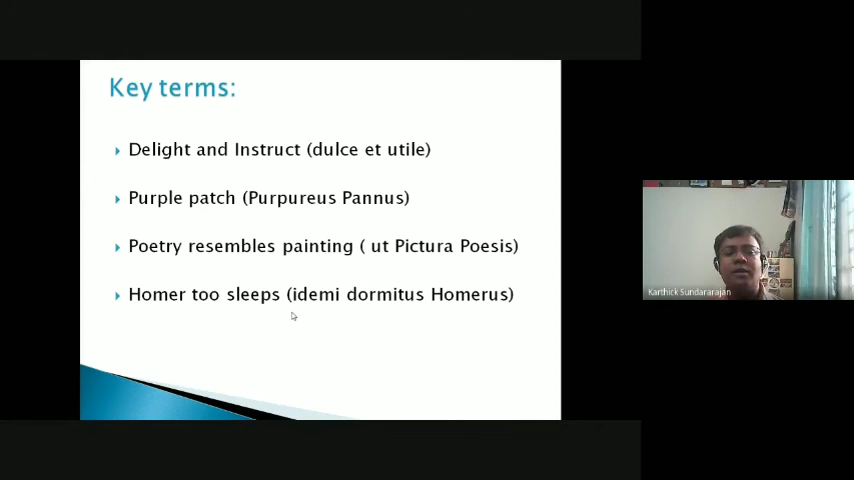 Key terms:
Delight and Instruct (dulce et utile)
Purple patch (Purpureus Pannus)
Poetry resembles painting ( ut Pictura Poesis)
Homer too sleeps (idemi dormitus Homerus)
Karthick Sundararajan